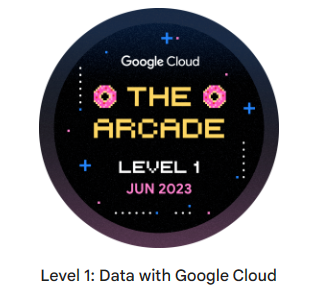 Google Cloud
THE
ARCADE
LEVEL 1
JUN 2023
Level 1: Data with Google Cloud